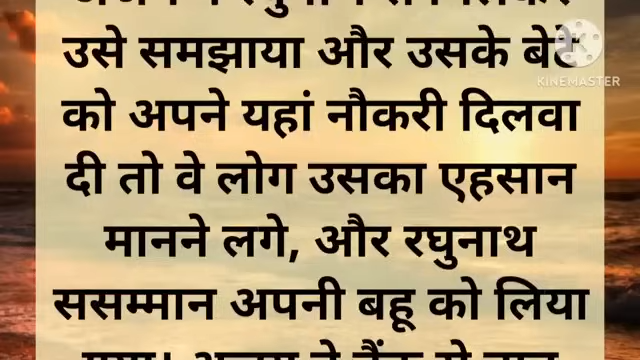 उसे समझाया और उसके बेटे
KINEMASTER
को अपने यहां नौकरी दिलवा
दी तो वे लोग उसका एहसान
मानने लगे, और रघुनाथ
ससम्मान अपनी बहू को लिया